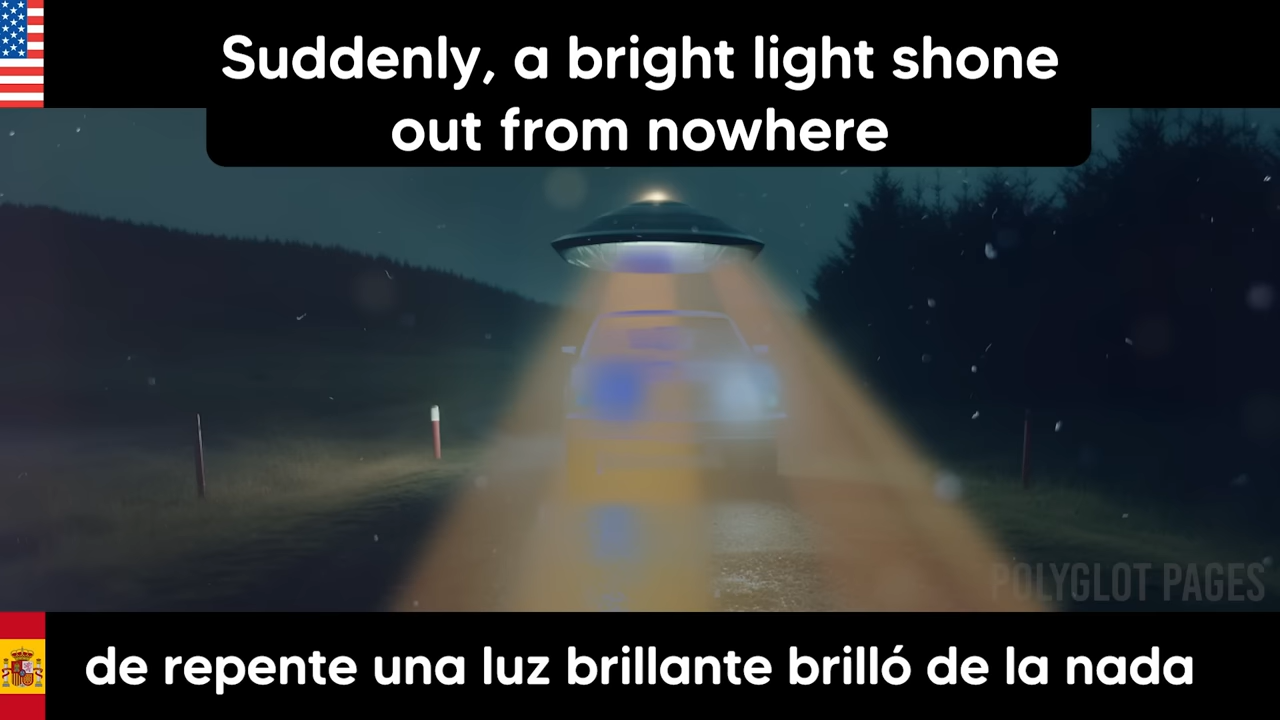 Suddenly, a bright light shone
out from nowhere
POLYGLOT PAGES
de repente una luz brillante brilló de la nada